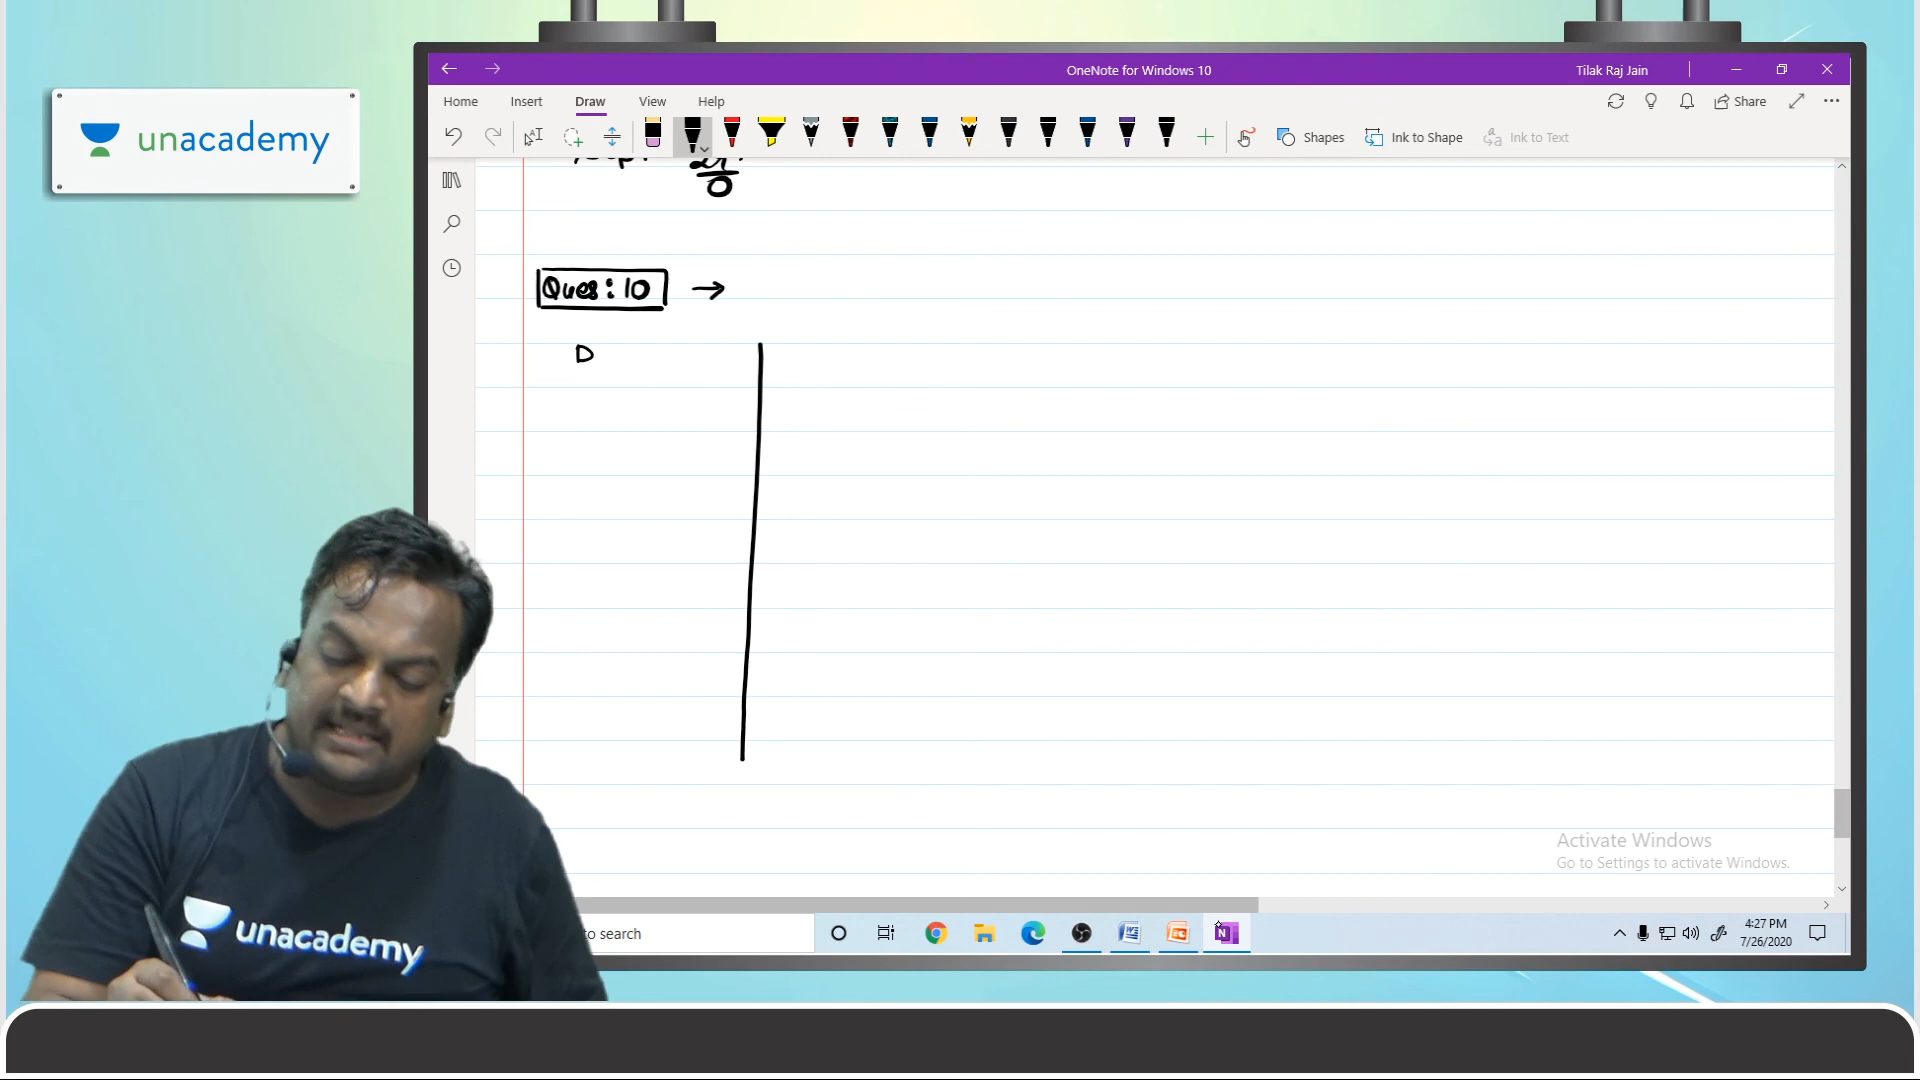 unacademy
OneNote for Windows 10
Tilak Raj Jain
Home Insert Draw View Help
Share
Shapes Ink to Shape Ink to Text
0
Ques : 10 →
D
unacademy
Activate Windows
Go to Settings to activate Windows.
to search
4:27 PM
7/26/2020